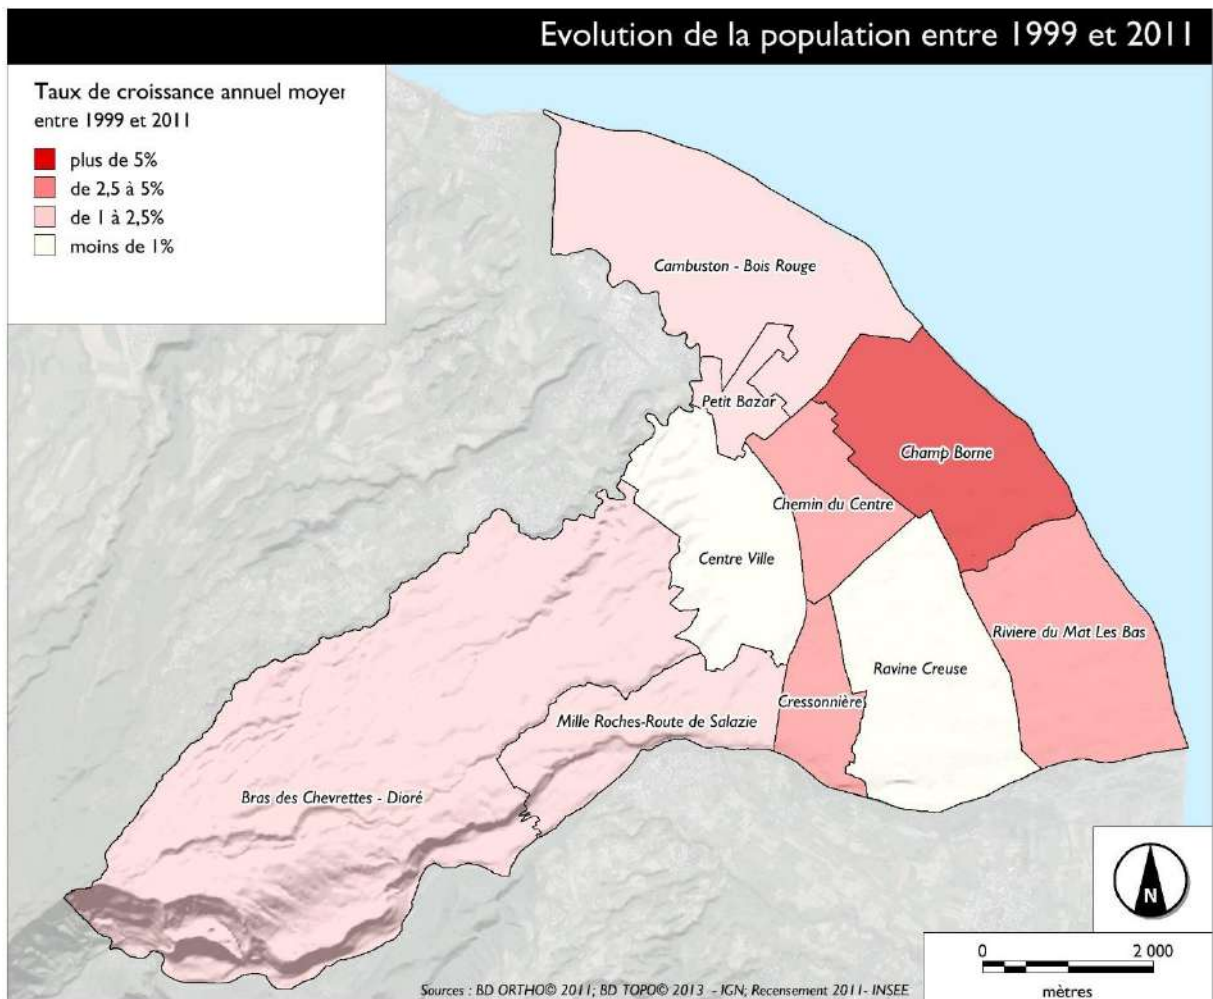 Evolution de la population entre 1999 et 2011
Taux de croissance annuel moyen
entre 1999 et 2011
plus de 5%
de 2,5 à 5%
de 1 à 2,5%
moins de 1%
Cambuston - Bois Rouge
Petit Bazar
Champ Borne
Chemin du Centre
Centre Ville
Riviere du Mat Les Bas
Ravine Creuse
Cressonnière
Mille Roches-Route de Salazie
Bras des Chevrettes - Dioré
N
0 2 000
mètres
Sources : BD ORTHO© 2011; BD TOPO© 2013 - IGN; Recensement 2011- INSEE